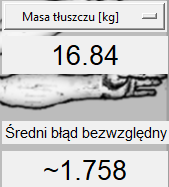 Masa tłuszczu [kg]
16.84
Średni błąd bezwzględny
~1.758